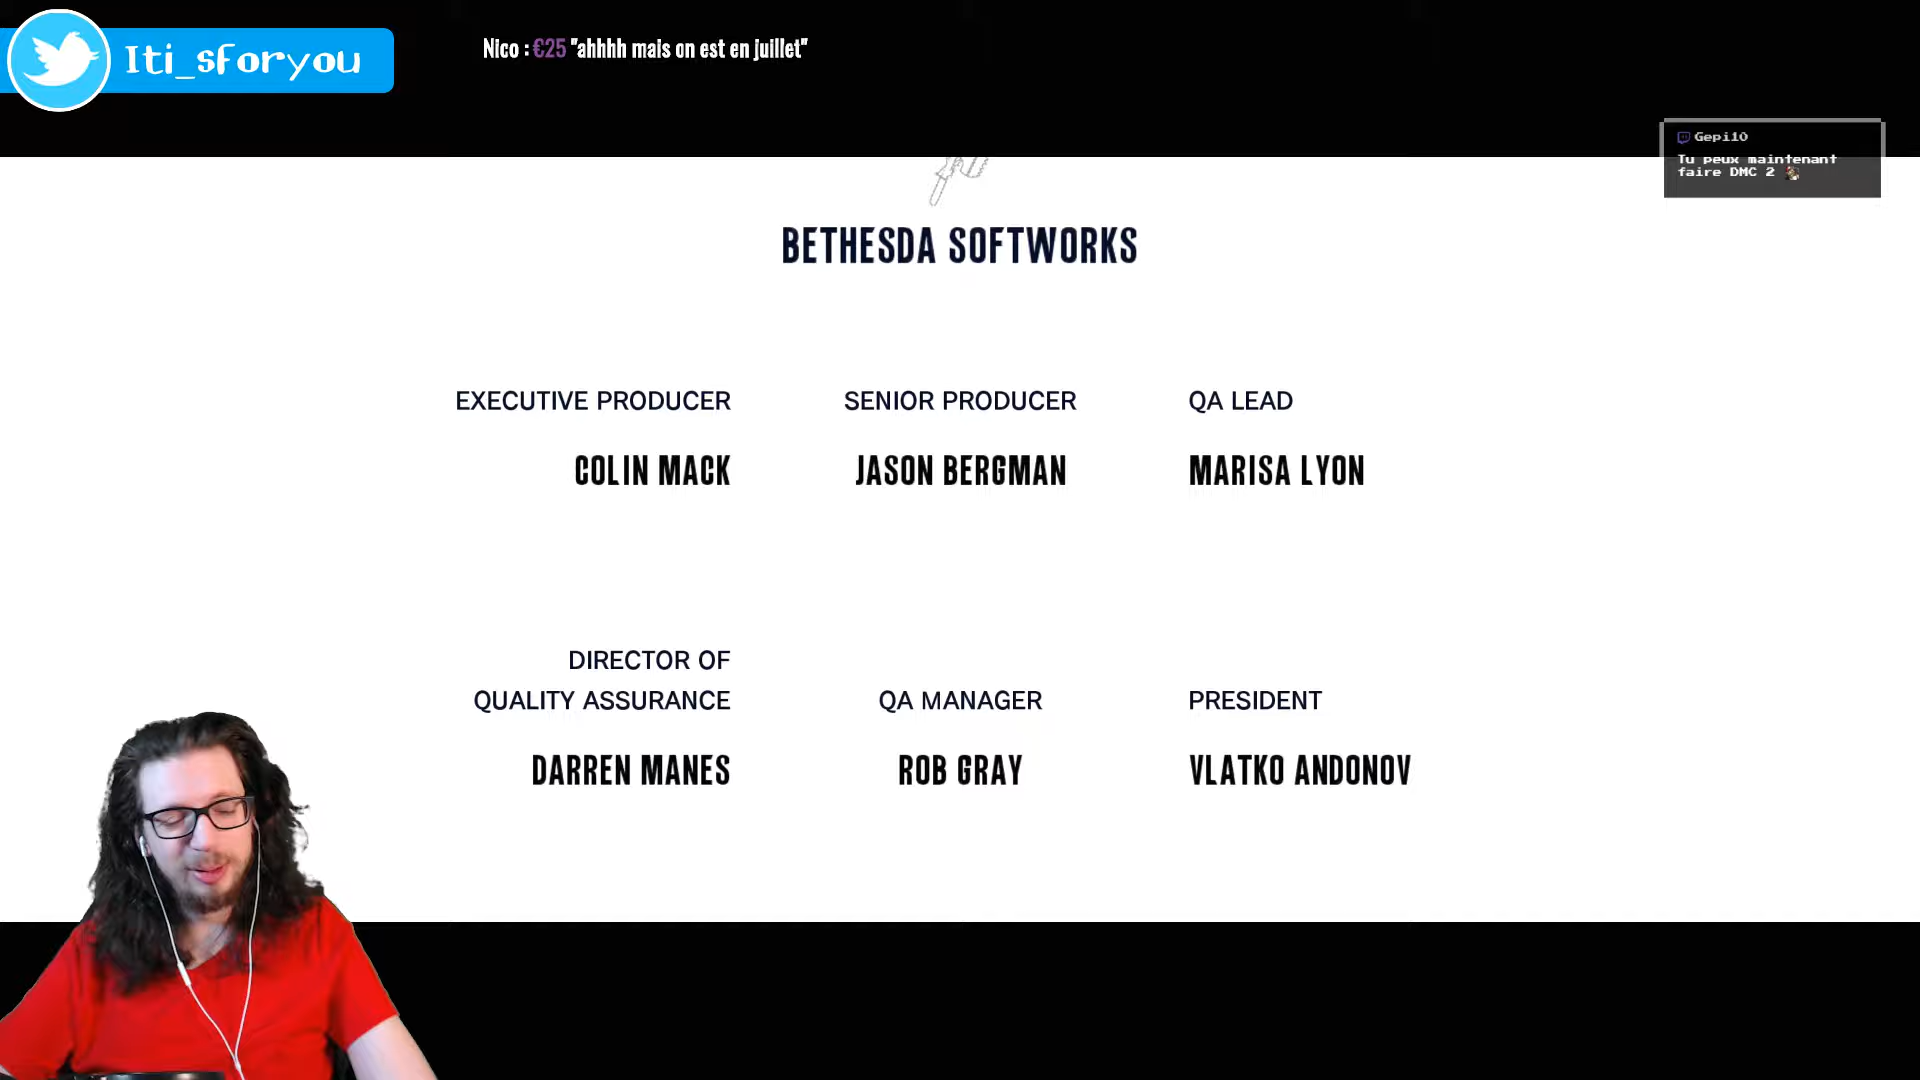 Iti_sforyou
Nico : €25 "ahhhh mais on est en juillet"
Gepi10
Tu peux maintenant
faire DMC 2
BETHESDA SOFTWORKS
EXECUTIVE PRODUCER
COLIN MACK
SENIOR PRODUCER
JASON BERGMAN
QA LEAD
MARISA LYON
DIRECTOR OF
QUALITY ASSURANCE
DARREN MANES
QA MANAGER
ROB GRAY
PRESIDENT
VLATKO ANDONOV